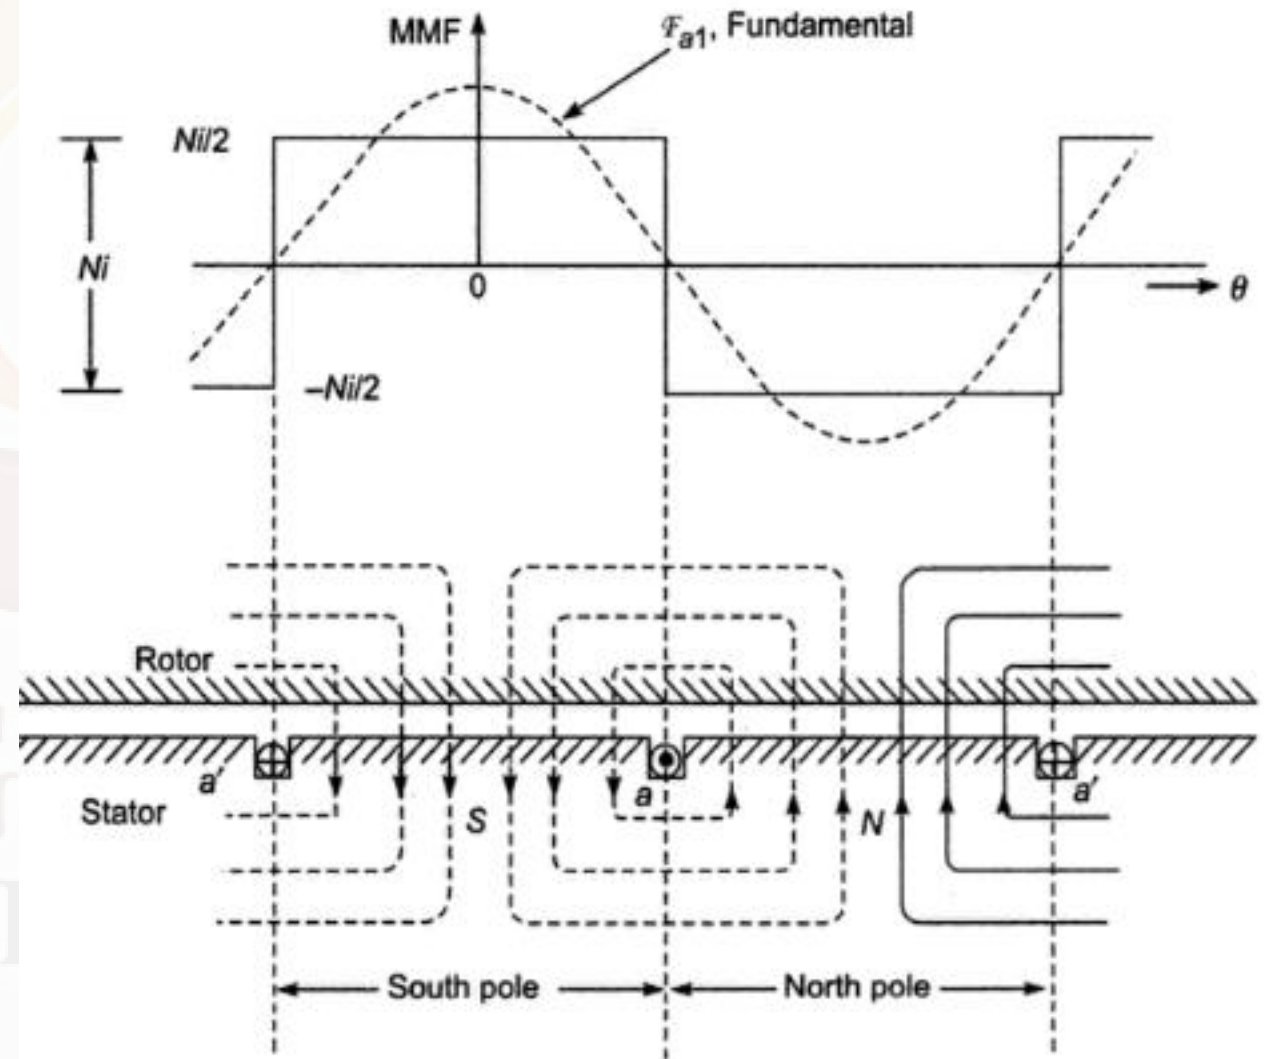 MMF
ℱa1, Fundamental
Ni/2
Ni
0
θ
–Ni/2
Rotor
a′
a
a′
Stator
S
N
South pole
North pole